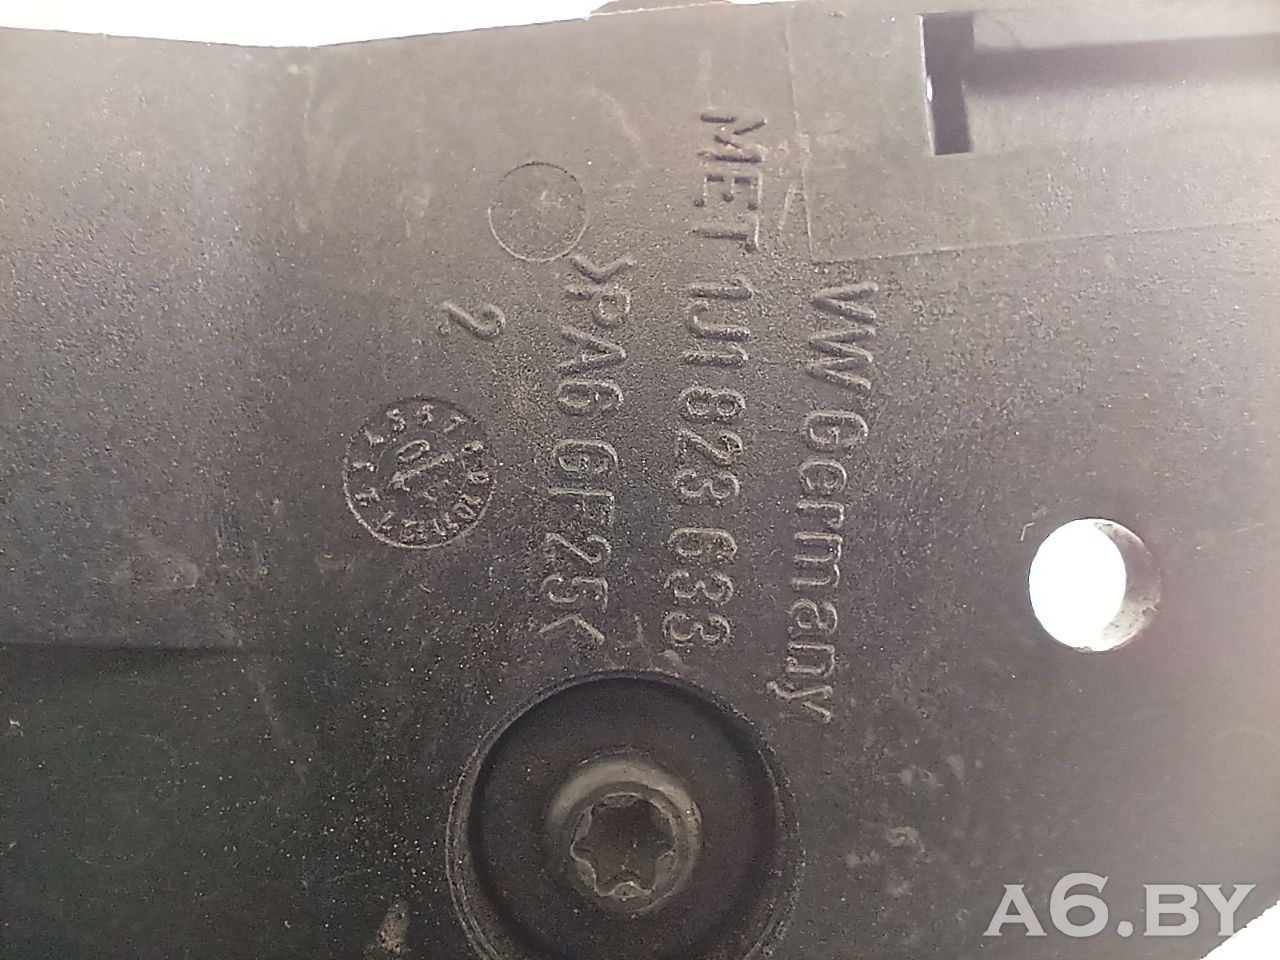 VW Germany
MET 1J1 823 633
>PA6 GF25<
2
A6.BY